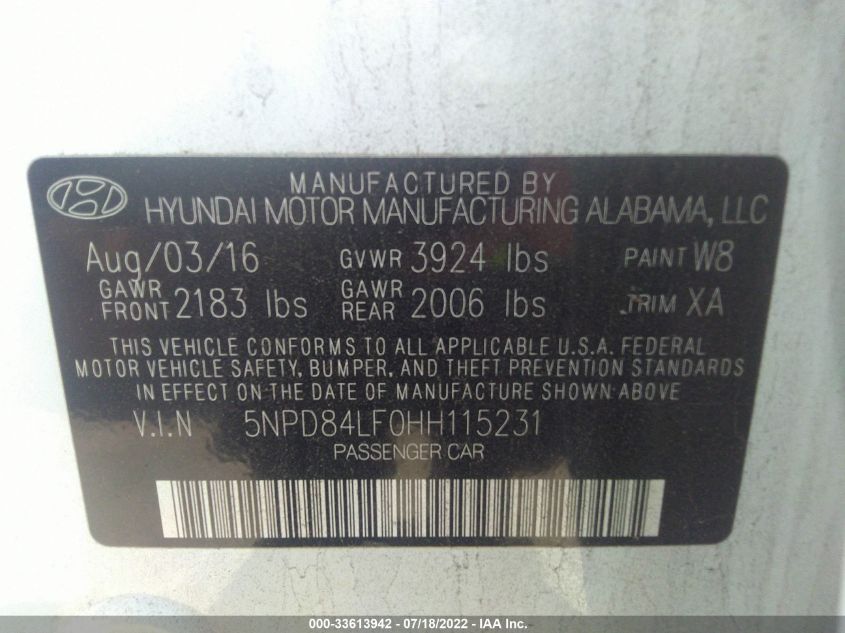 MANUFACTURED BY
HYUNDAI MOTOR MANUFACTURING ALABAMA, LLC
Aug/03/16 GVWR 3924 lbs PAINT W8
GAWR FRONT 2183 lbs GAWR REAR 2006 lbs TRIM XA
THIS VEHICLE CONFORMS TO ALL APPLICABLE U.S.A. FEDERAL
MOTOR VEHICLE SAFETY, BUMPER, AND THEFT PREVENTION STANDARDS
IN EFFECT ON THE DATE OF MANUFACTURE SHOWN ABOVE
V.I.N 5NPD84LF0HH115231
PASSENGER CAR
000-33613942 - 07/18/2022 - IAA Inc.